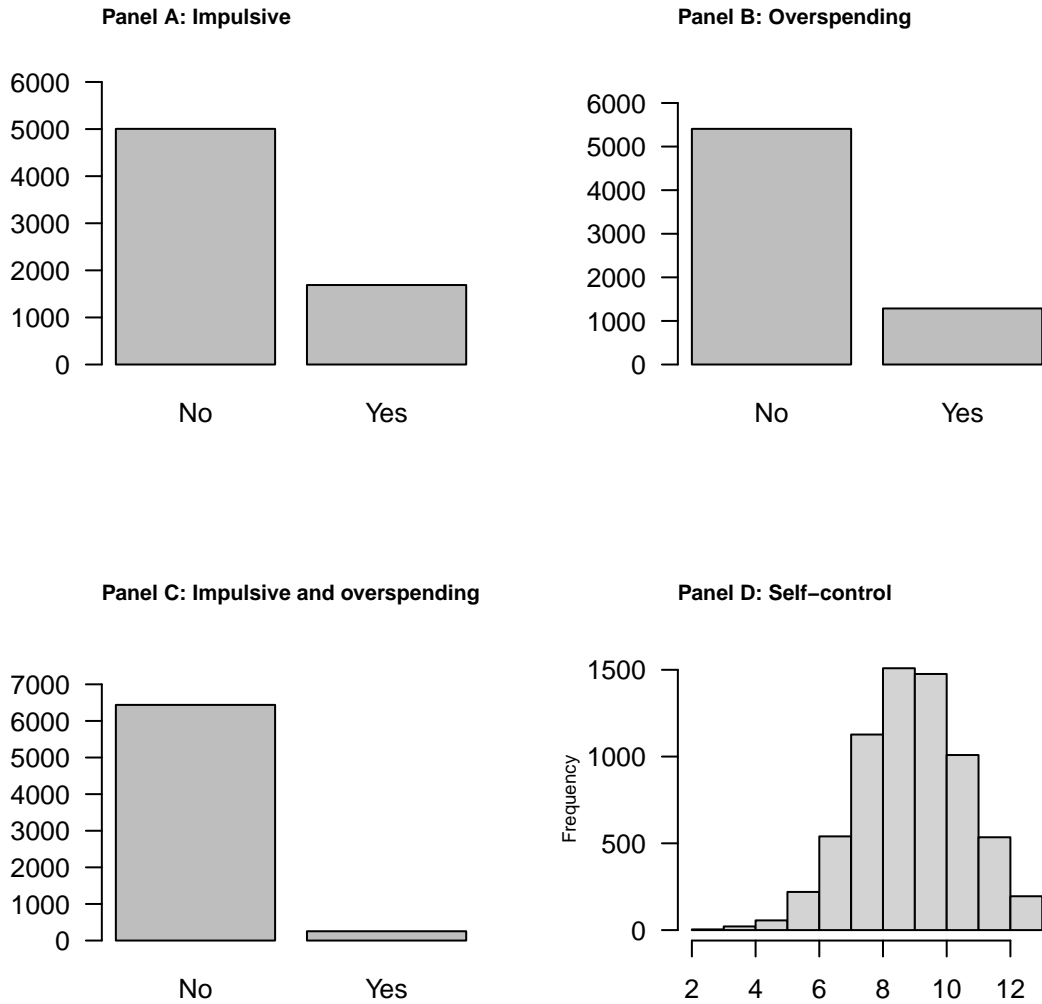 Panel A: Impulsive
6000
5000
4000
3000
2000
1000
0
No Yes
Panel B: Overspending
6000
5000
4000
3000
2000
1000
0
No Yes
Panel C: Impulsive and overspending
7000
6000
5000
4000
3000
2000
1000
0
No Yes
Panel D: Self−control
Frequency
1500
1000
500
0
2 4 6 8 10 12